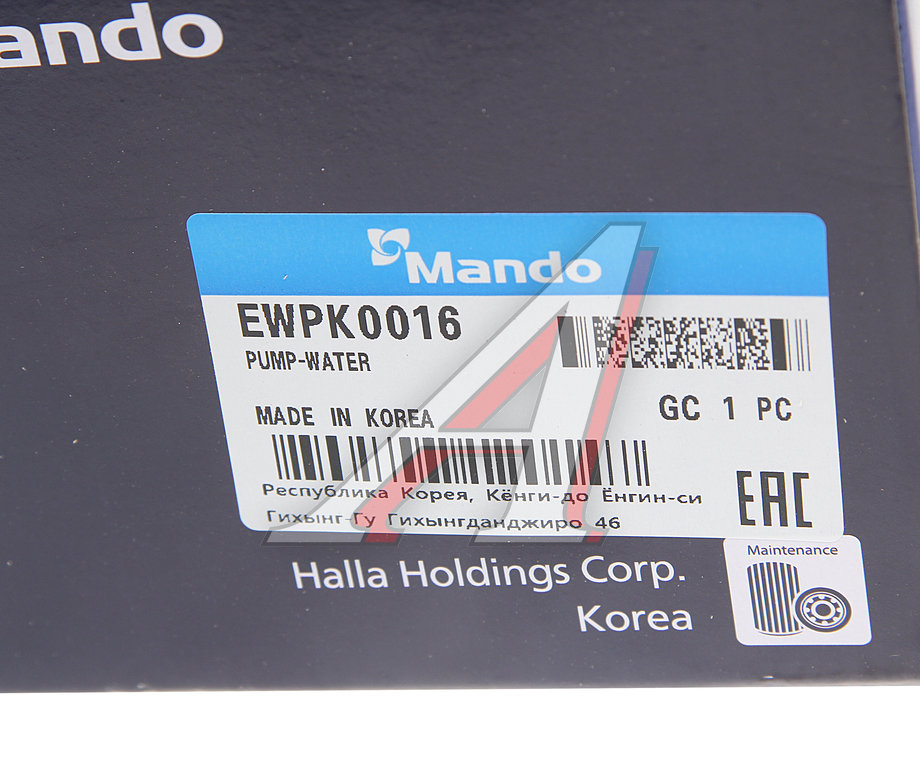 ando
Mando
EWPK0016
PUMP-WATER
MADE IN KOREA
GC 1 PC
Республика Корея, Кёнги-до Ёнгин-си
Гихынг-Гу Гихынгданджиро 46
EAC
Halla Holdings Corp.
Korea
Maintenance